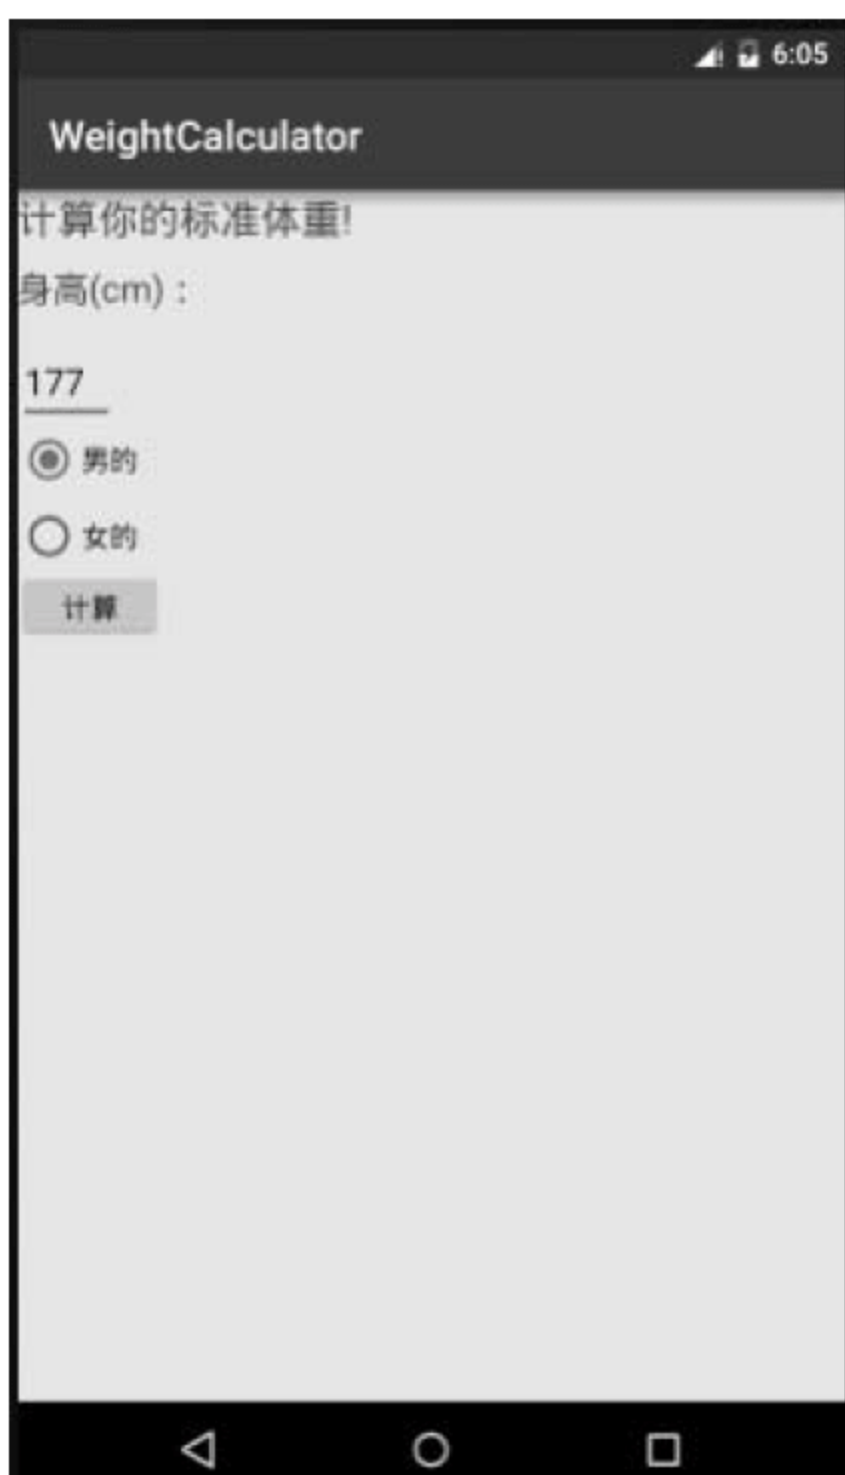 6:05
WeightCalculator
计算你的标准体重!
身高(cm)：
177
男的
女的
计算